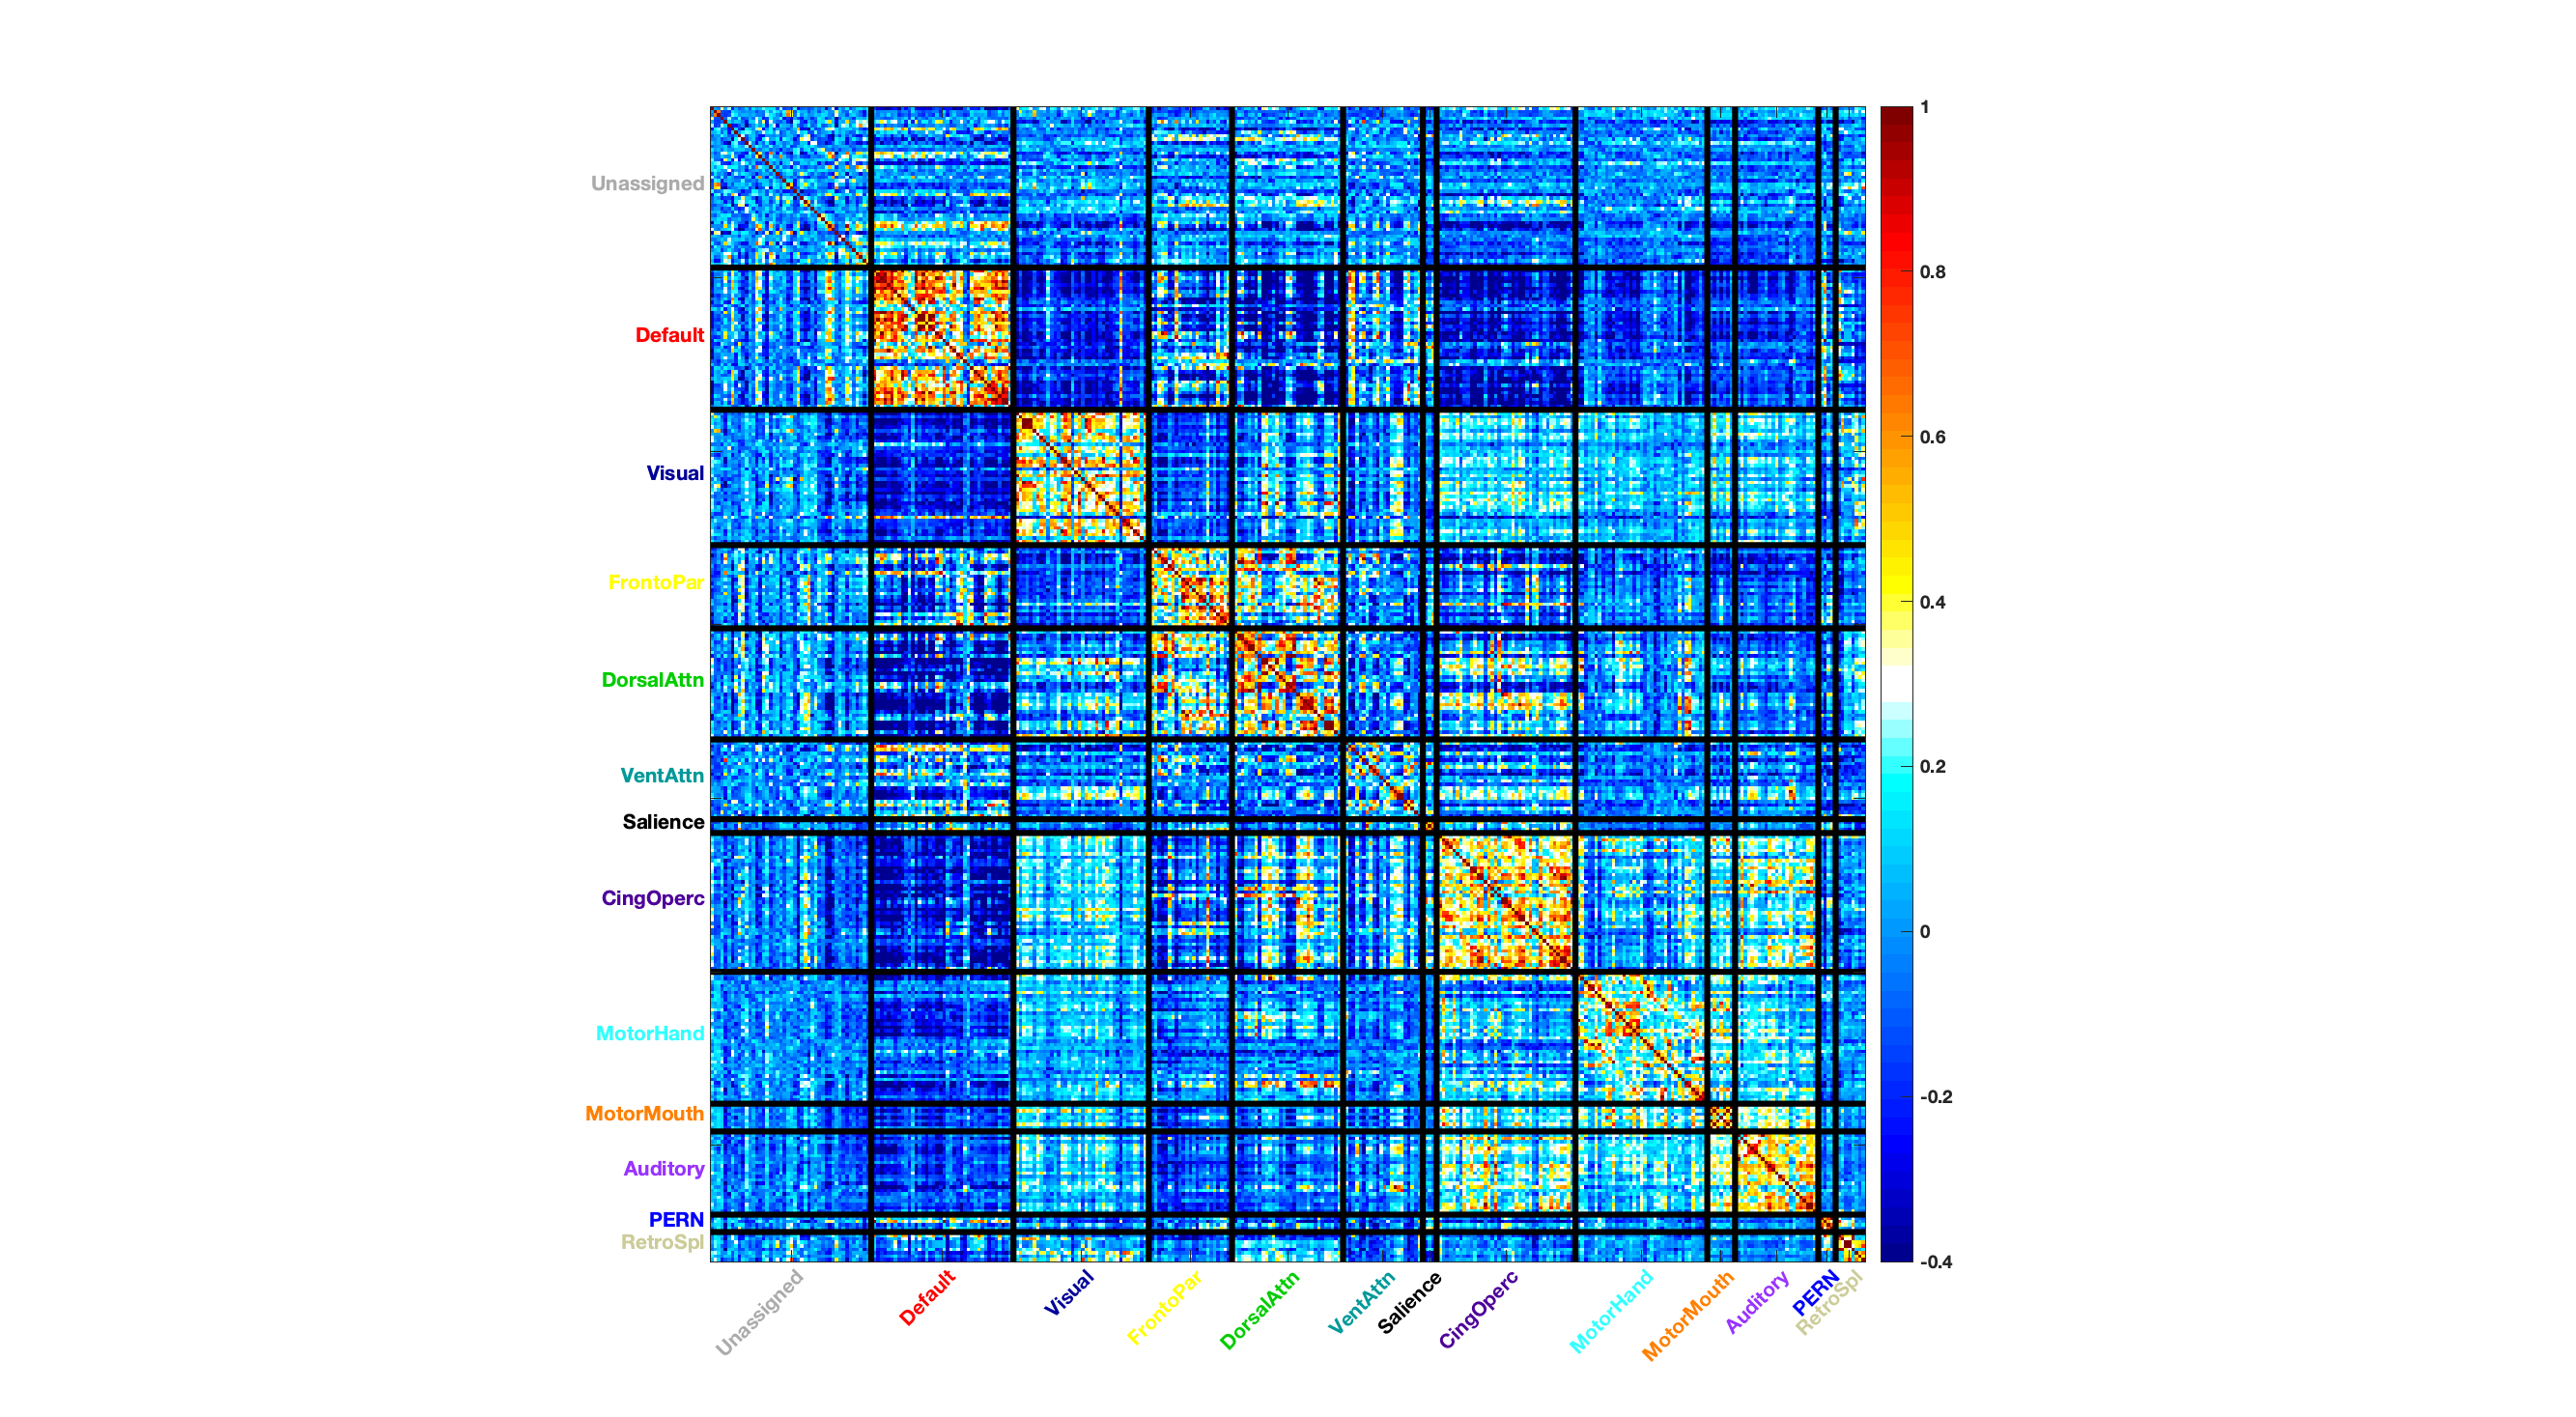 Unassigned
Default
Visual
FrontoPar
DorsalAttn
VentAttn
Salience
CingOperc
MotorHand
MotorMouth
Auditory
PERN
RetroSpl
1
0.8
0.6
0.4
0.2
0
-0.2
-0.4
Unassigned
Default
Visual
FrontoPar
DorsalAttn
VentAttn
Salience
CingOperc
MotorHand
MotorMouth
Auditory
PERN
RetroSpl